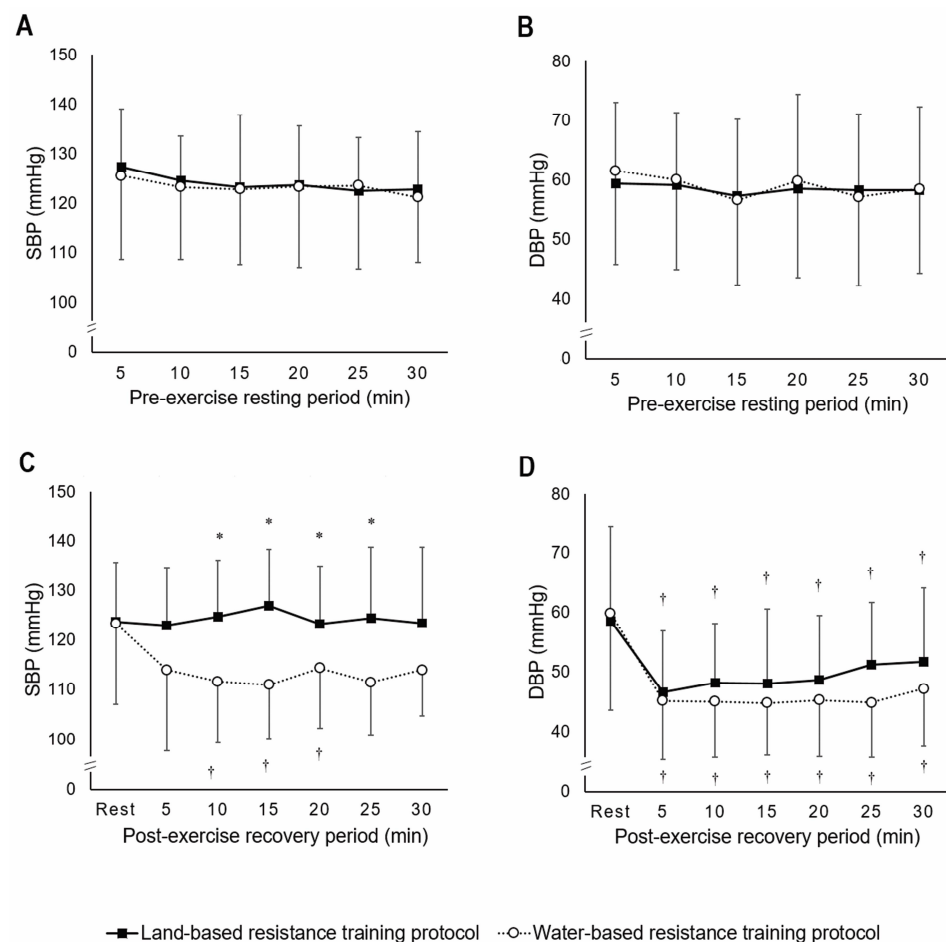 A
150
140
130
120
110
100
0
SBP (mmHg)
5 10 15 20 25 30
Pre-exercise resting period (min)
B
80
70
60
50
40
0
DBP (mmHg)
5 10 15 20 25 30
Pre-exercise resting period (min)
C
150
140
130
120
110
100
0
SBP (mmHg)
* * * *
† † †
Rest 5 10 15 20 25 30
Post-exercise recovery period (min)
D
80
70
60
50
40
0
DBP (mmHg)
† † † † † †
† † † † † †
Rest 5 10 15 20 25 30
Post-exercise recovery period (min)
Land-based resistance training protocol
Water-based resistance training protocol